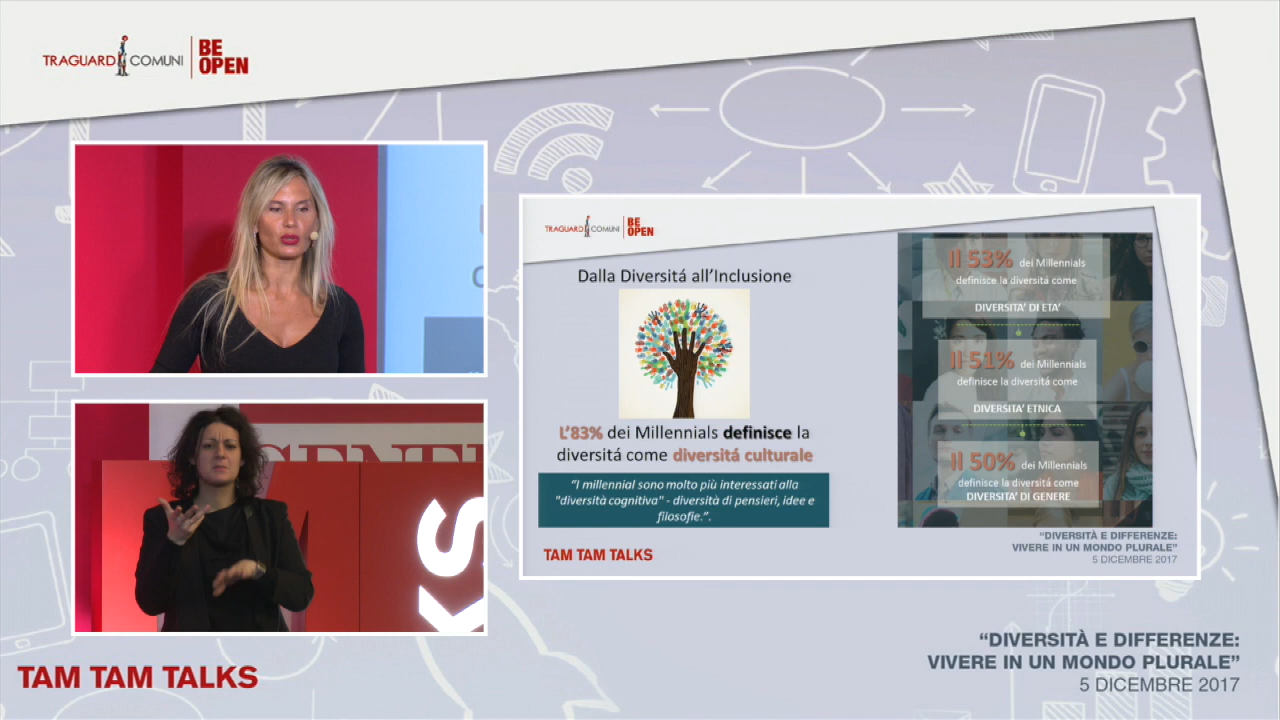 TRAGUARDI COMUNI
BE
OPEN
KS
TRAGUARDI COMUNI
BE
OPEN
Dalla Diversitá all'Inclusione
L'83% dei Millennials definisce la
diversitá come diversitá culturale
"I millennial sono molto più interessati alla
"diversità cognitiva" - diversità di pensieri, idee e
filosofie.".
Il 53% dei Millennials
definisce la diversitá come
DIVERSITA' DI ETA'
Il 51% dei Millennials
definisce la diversitá come
DIVERSITA' ETNICA
Il 50% dei Millennials
definisce la diversitá come
DIVERSITA' DI GENERE
TAM TAM TALKS
"DIVERSITÀ E DIFFERENZE:
VIVERE IN UN MONDO PLURALE"
5 DICEMBRE 2017
TAM TAM TALKS
"DIVERSITÀ E DIFFERENZE:
VIVERE IN UN MONDO PLURALE"
5 DICEMBRE 2017